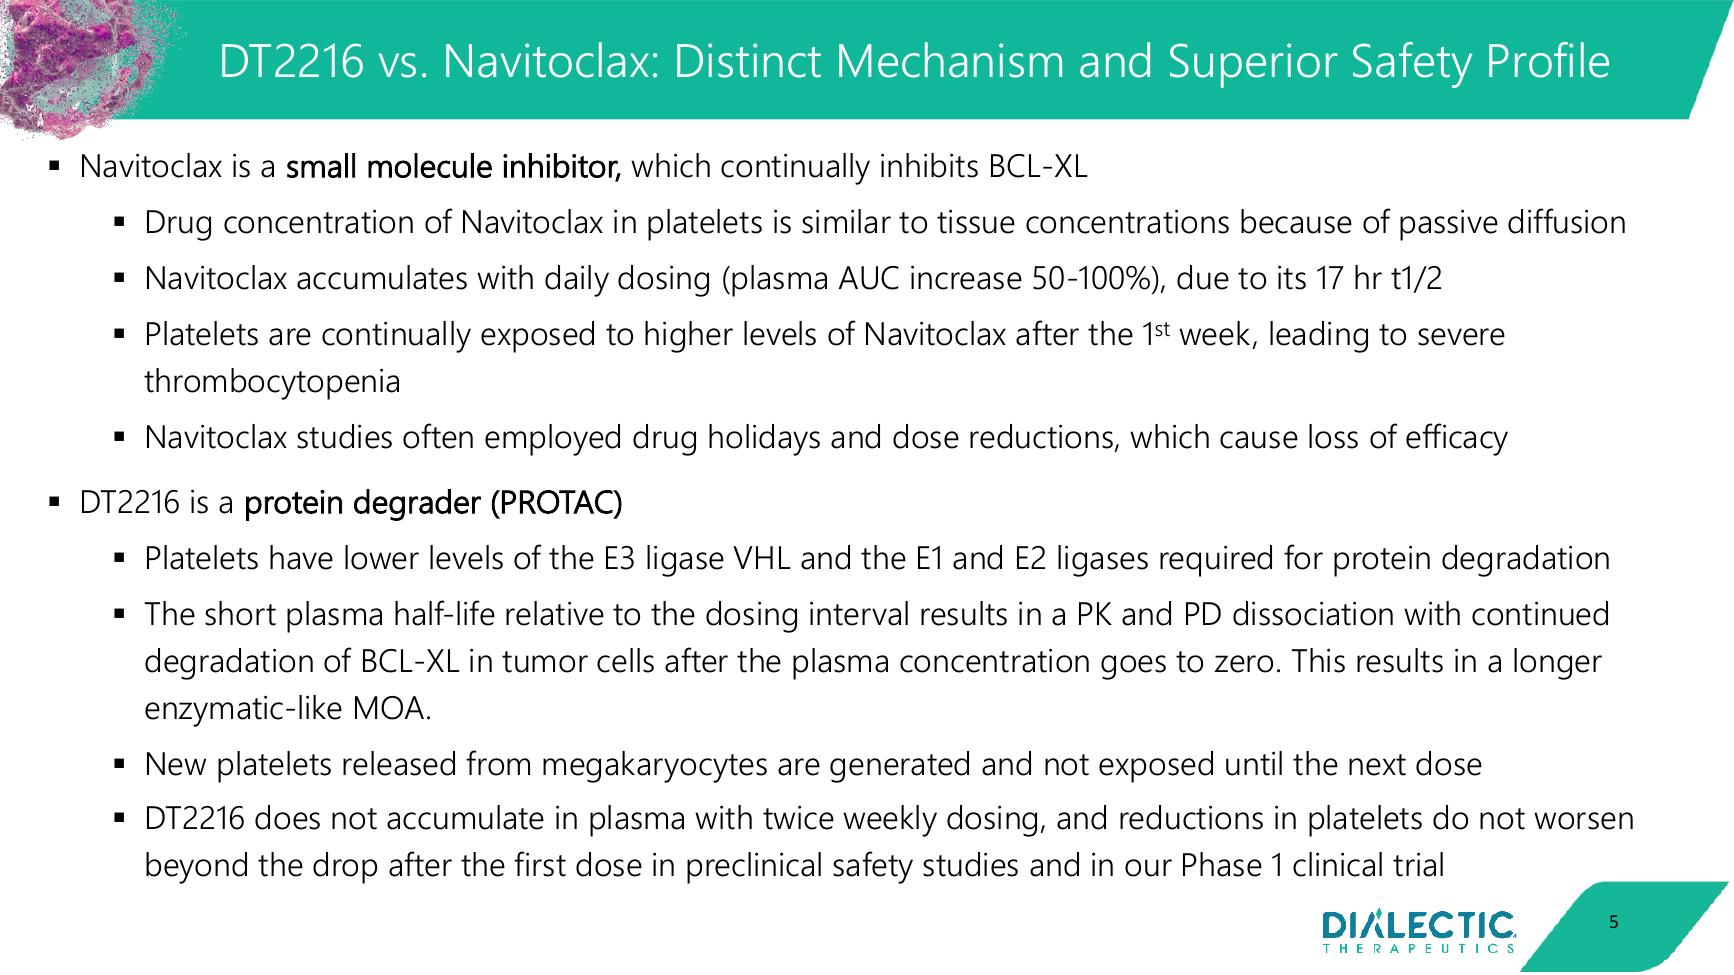 DT2216 vs. Navitoclax: Distinct Mechanism and Superior Safety Profile
▪ Navitoclax is a small molecule inhibitor, which continually inhibits BCL-XL
▪ Drug concentration of Navitoclax in platelets is similar to tissue concentrations because of passive diffusion
▪ Navitoclax accumulates with daily dosing (plasma AUC increase 50-100%), due to its 17 hr t1/2
▪ Platelets are continually exposed to higher levels of Navitoclax after the 1st week, leading to severe
thrombocytopenia
▪ Navitoclax studies often employed drug holidays and dose reductions, which cause loss of efficacy
▪ DT2216 is a protein degrader (PROTAC)
▪ Platelets have lower levels of the E3 ligase VHL and the E1 and E2 ligases required for protein degradation
▪ The short plasma half-life relative to the dosing interval results in a PK and PD dissociation with continued
degradation of BCL-XL in tumor cells after the plasma concentration goes to zero. This results in a longer
enzymatic-like MOA.
▪ New platelets released from megakaryocytes are generated and not exposed until the next dose
▪ DT2216 does not accumulate in plasma with twice weekly dosing, and reductions in platelets do not worsen
beyond the drop after the first dose in preclinical safety studies and in our Phase 1 clinical trial
DIALECTIC
THERAPEUTICS
5